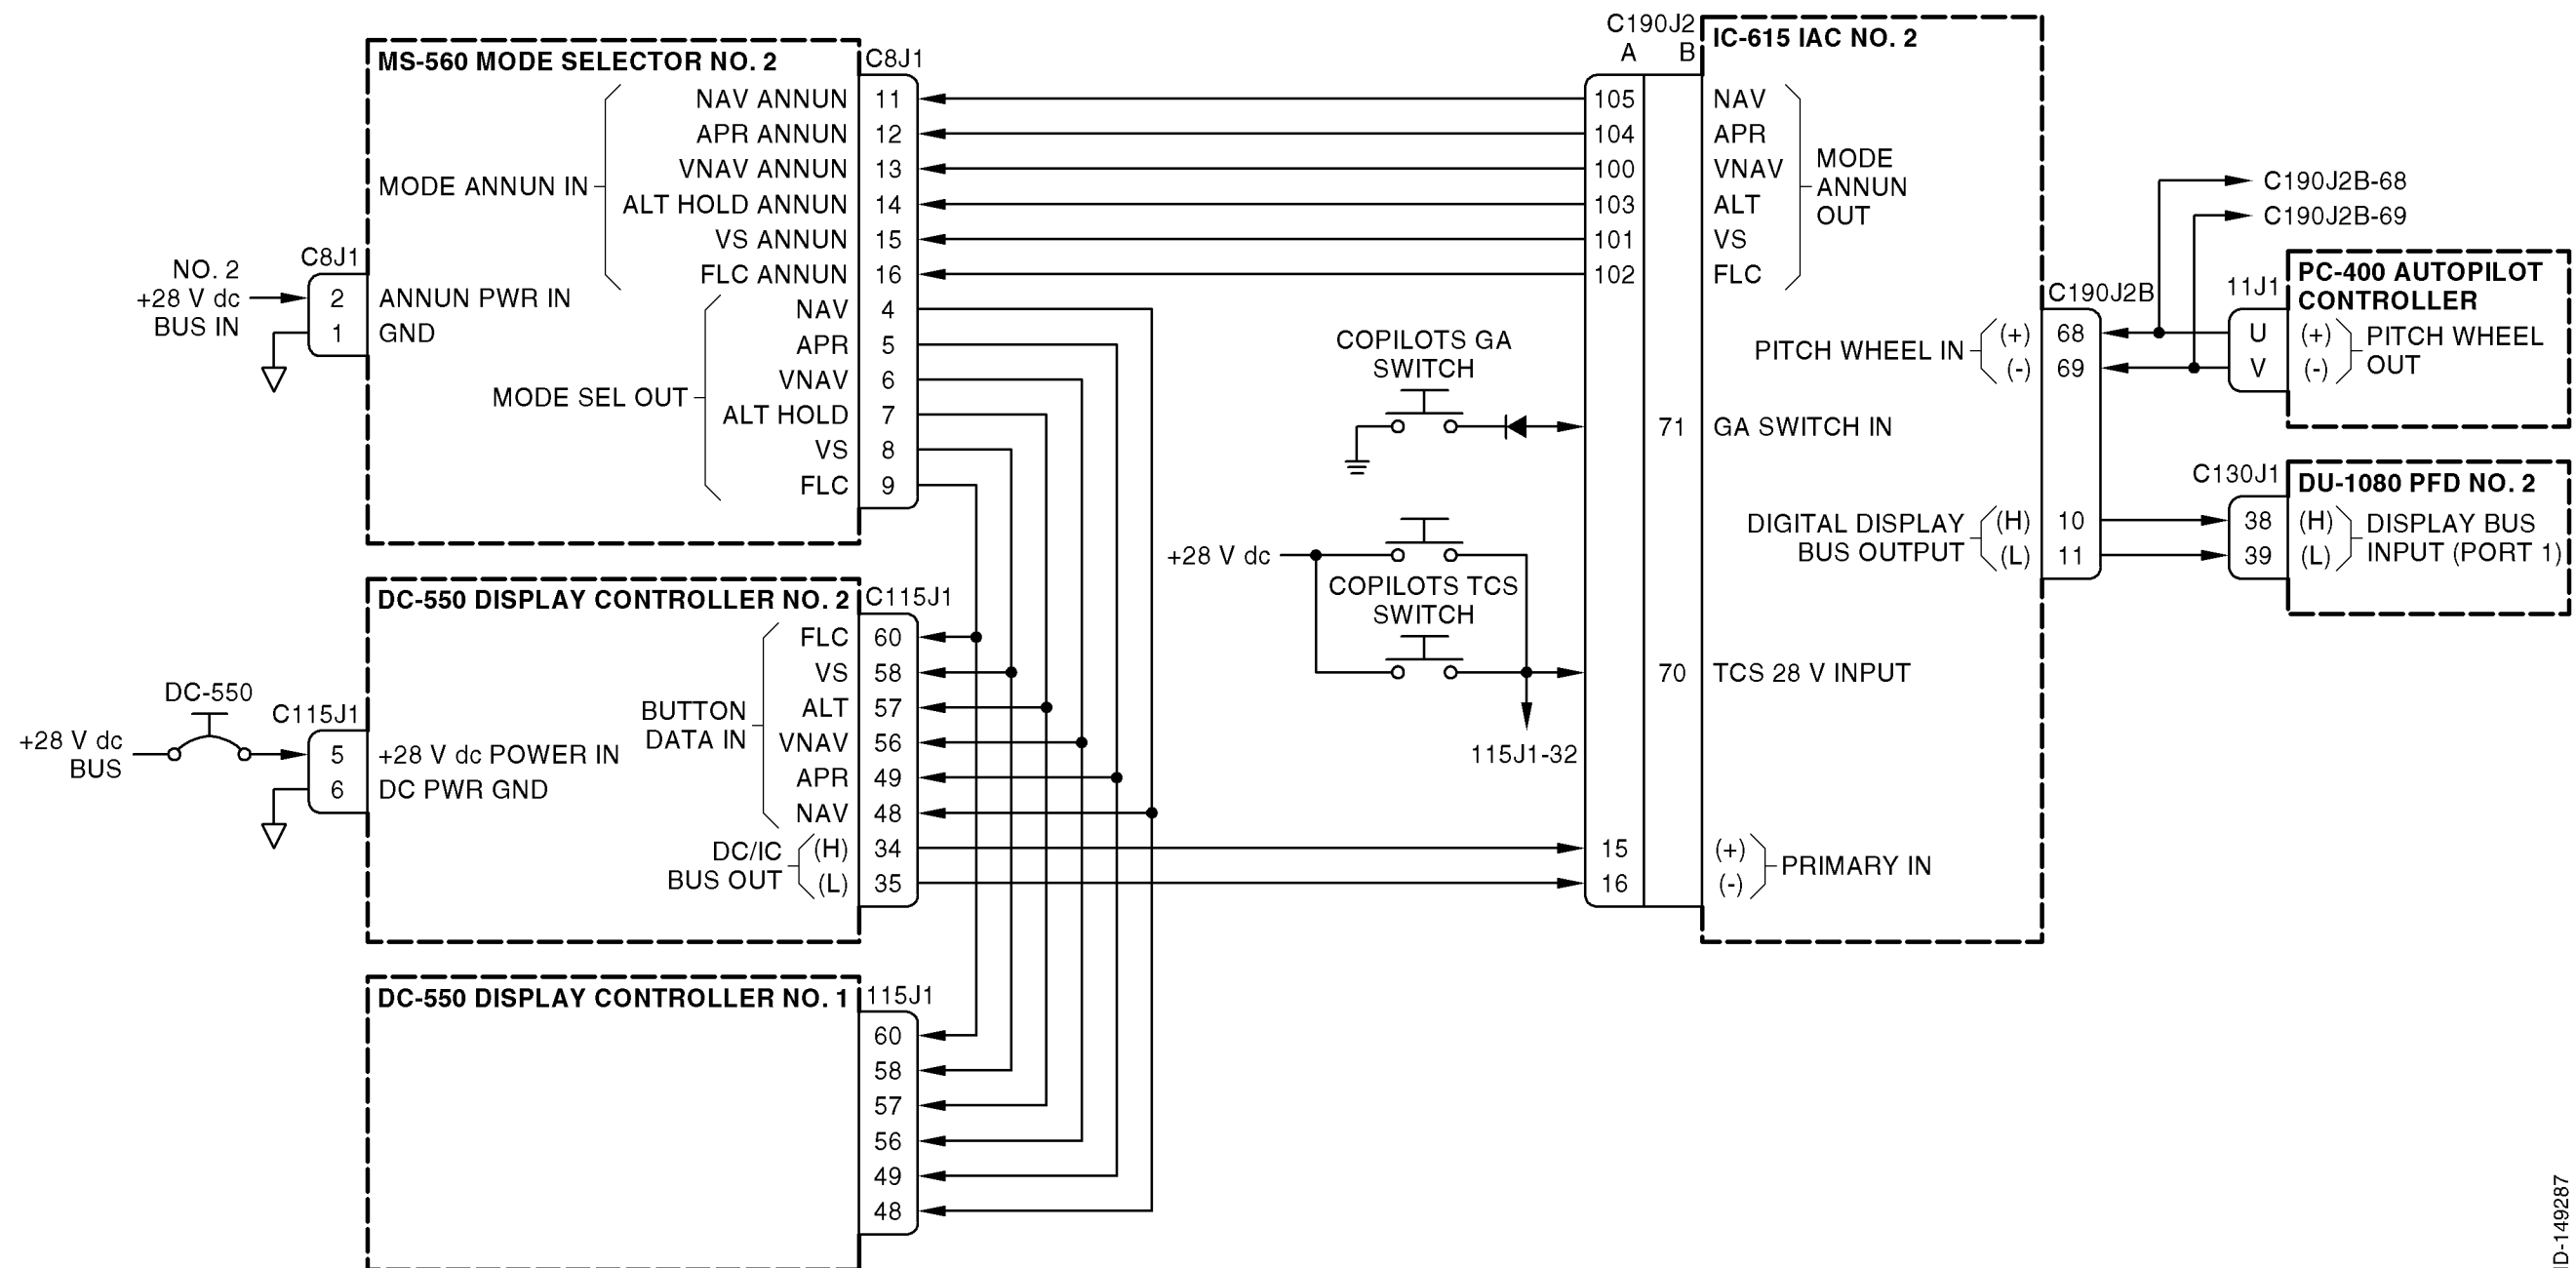 MS-560 MODE SELECTOR NO. 2
C8J1
NAV ANNUN 11
APR ANNUN 12
VNAV ANNUN 13
ALT HOLD ANNUN 14
VS ANNUN 15
FLC ANNUN 16
MODE ANNUN IN
NAV 4
APR 5
VNAV 6
ALT HOLD 7
VS 8
FLC 9
MODE SEL OUT
NO. 2
+28 V dc
BUS IN
C8J1
2 ANNUN PWR IN
1 GND
DC-550 DISPLAY CONTROLLER NO. 2
C115J1
FLC 60
VS 58
ALT 57
VNAV 56
APR 49
NAV 48
BUTTON
DATA IN
DC/IC
BUS OUT
(H) 34
(L) 35
DC-550
+28 V dc
BUS
C115J1
5 +28 V dc POWER IN
6 DC PWR GND
DC-550 DISPLAY CONTROLLER NO. 1
115J1
60
58
57
56
49
48
COPILOTS GA
SWITCH
+28 V dc
COPILOTS TCS
SWITCH
115J1-32
C190J2
A B
IC-615 IAC NO. 2
105 NAV
104 APR
100 VNAV
103 ALT
101 VS
102 FLC
MODE
ANNUN
OUT
71 GA SWITCH IN
70 TCS 28 V INPUT
15 (+)
16 (-)
PRIMARY IN
C190J2B
PITCH WHEEL IN
(+) 68
(-) 69
DIGITAL DISPLAY
BUS OUTPUT
(H) 10
(L) 11
C190J2B-68
C190J2B-69
PC-400 AUTOPILOT
CONTROLLER
11J1
U (+)
V (-)
PITCH WHEEL
OUT
C130J1
DU-1080 PFD NO. 2
38 (H)
39 (L)
DISPLAY BUS
INPUT (PORT 1)
D-149287